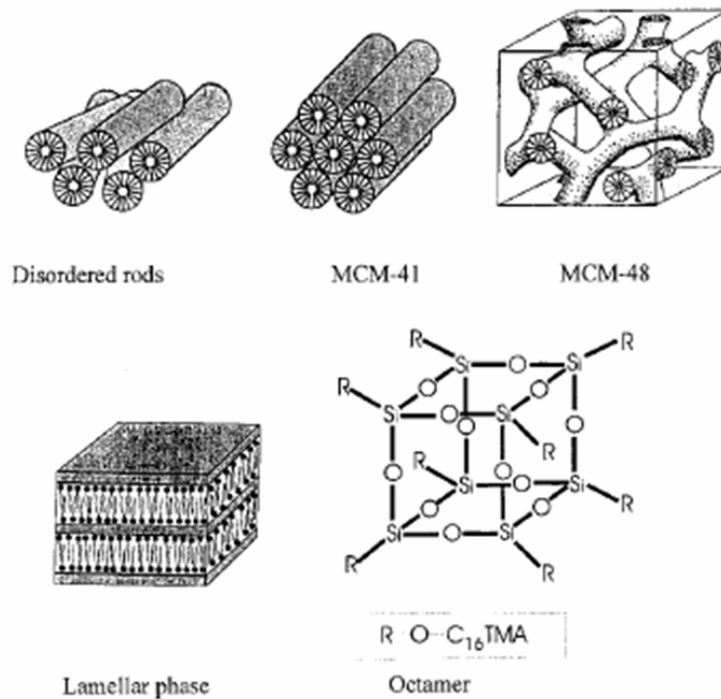 Disordered rods
MCM-41
MCM-48
R
R
Si
O
Si
R
O
O
R
Si
O
Si
O
O
O
R
R
O
Si
O
Si
R
O
O
Si
O
Si
R
R
R O--C₁₆TMA
Lamellar phase
Octamer